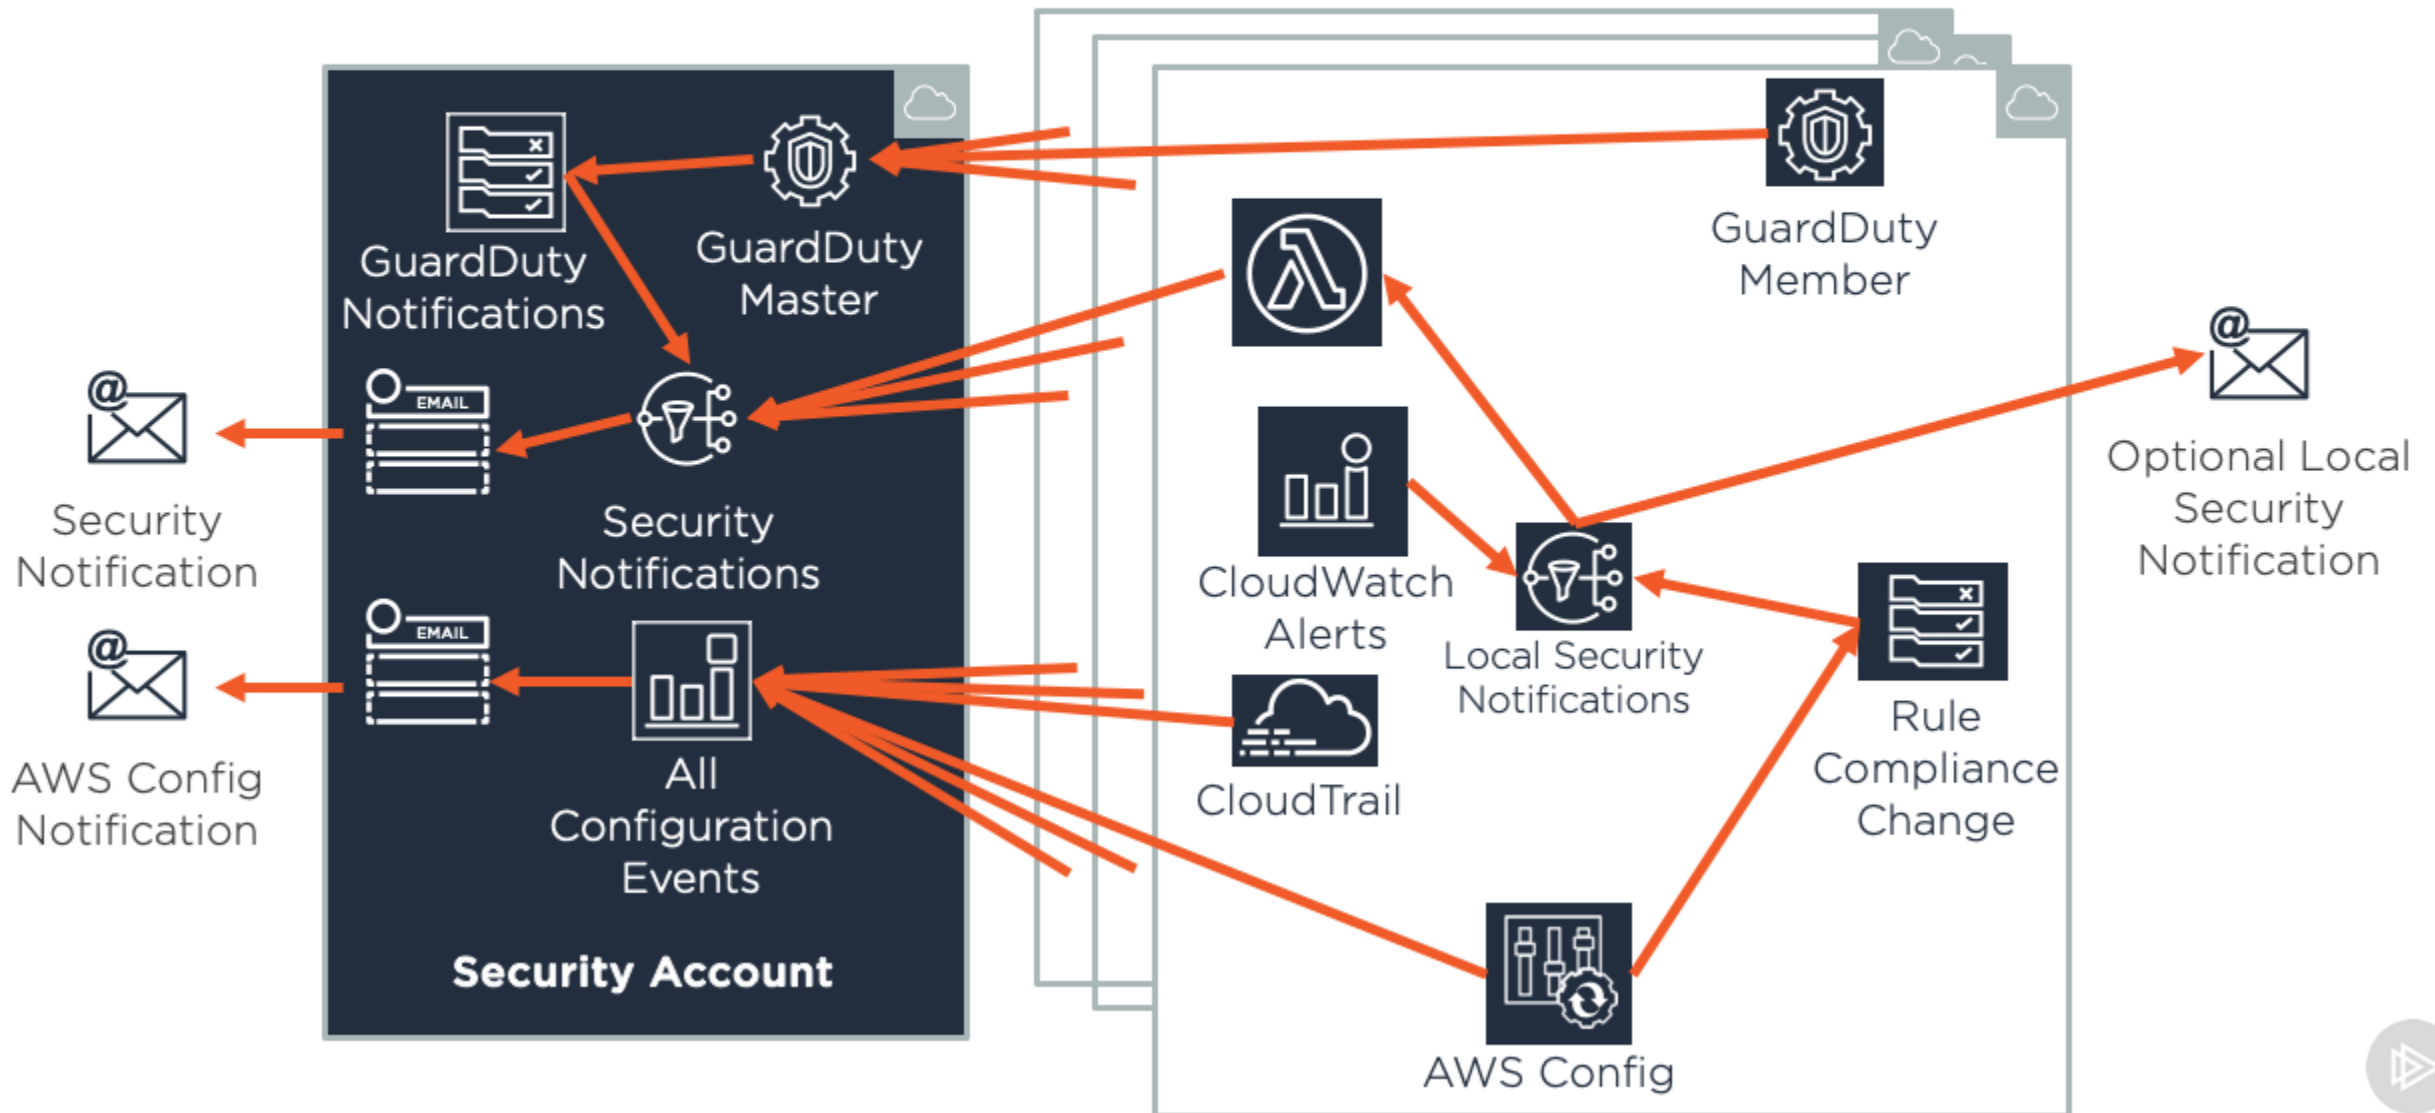 GuardDuty
Notifications
GuardDuty
Master
EMAIL
Security
Notification
Security
Notifications
EMAIL
AWS Config
Notification
All
Configuration
Events
Security Account
GuardDuty
Member
CloudWatch
Alerts
Local Security
Notifications
CloudTrail
Rule
Compliance
Change
AWS Config
@
@
@
Optional Local
Security
Notification